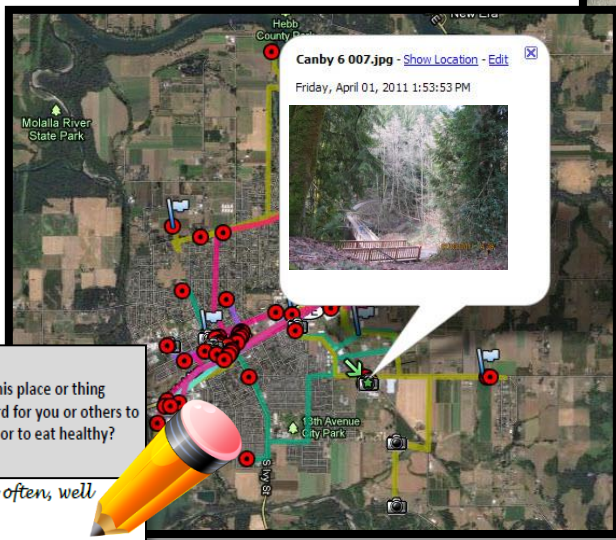 New Era
Hebb
County Park
Canby 6 007.jpg - Show Location - Edit
Friday, April 01, 2011 1:53:53 PM
Molalla River
State Park
his place or thing
rd for you or others to
or to eat healthy?
13th Avenue
City Park
often, well
S Ivy St